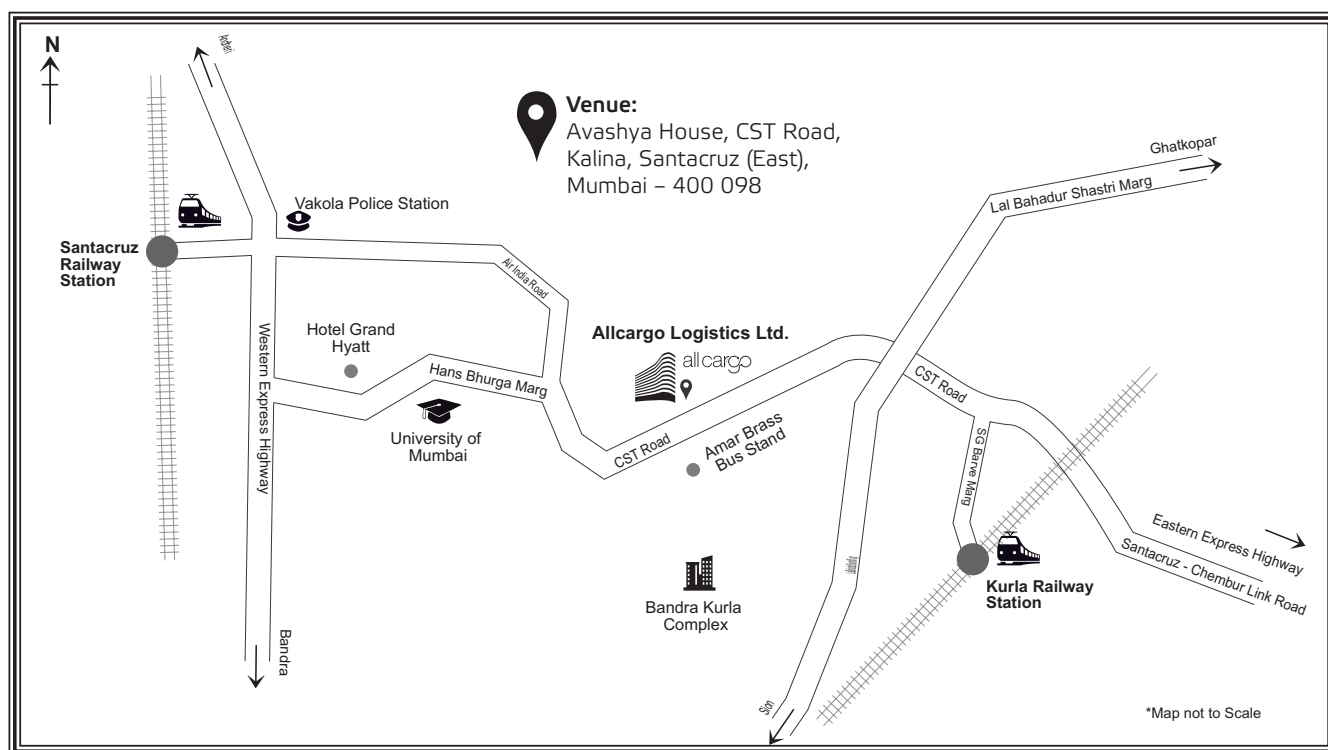 N
Andheri
Venue:
Avashya House, CST Road,
Kalina, Santacruz (East),
Mumbai – 400 098
Ghatkopar
Lal Bahadur Shastri Marg
Vakola Police Station
Santacruz
Railway
Station
Air India Road
Western Express Highway
Hotel Grand
Hyatt
Hans Bhurga Marg
University of
Mumbai
Allcargo Logistics Ltd.
allcargo
CST Road
Amar Brass
Bus Stand
CST Road
SG Barve Marg
Eastern Express Highway
Santacruz - Chembur Link Road
Kurla Railway
Station
Bandra Kurla
Complex
Bandra
Sion
*Map not to Scale